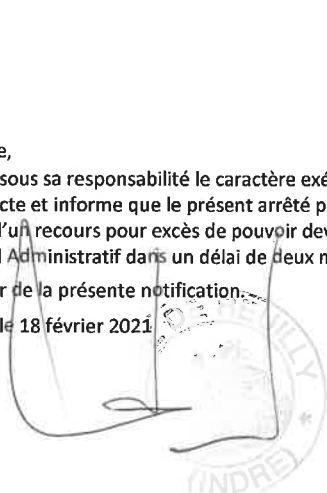 e,
sous sa responsabilité le caractère exé
cte et informe que le présent arrêté p
d'un recours pour excès de pouvoir dev
l Administratif dans un délai de deux m
r de la présente notification.
le 18 février 2021
(INDRE)